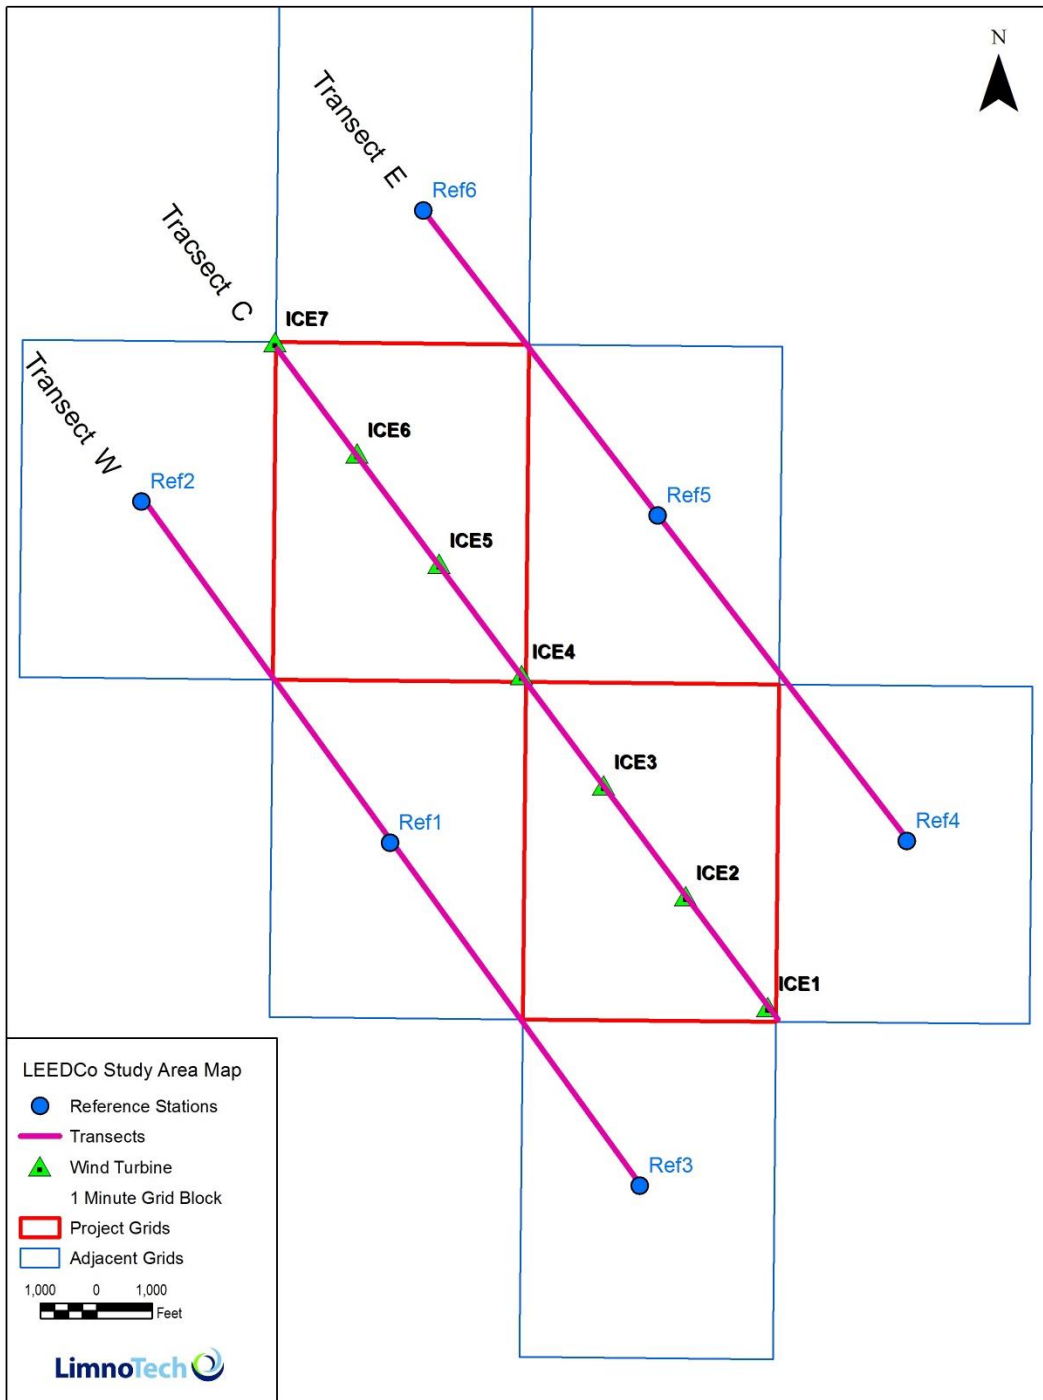 N
Transect E
Ref6
Tracsect C
ICE7
Transect W
ICE6
Ref2
Ref5
ICE5
ICE4
ICE3
Ref1
Ref4
ICE2
ICE1
Ref3
LEEDCo Study Area Map
Reference Stations
Transects
Wind Turbine
1 Minute Grid Block
Project Grids
Adjacent Grids
1,000 0 1,000
Feet
LimnoTech